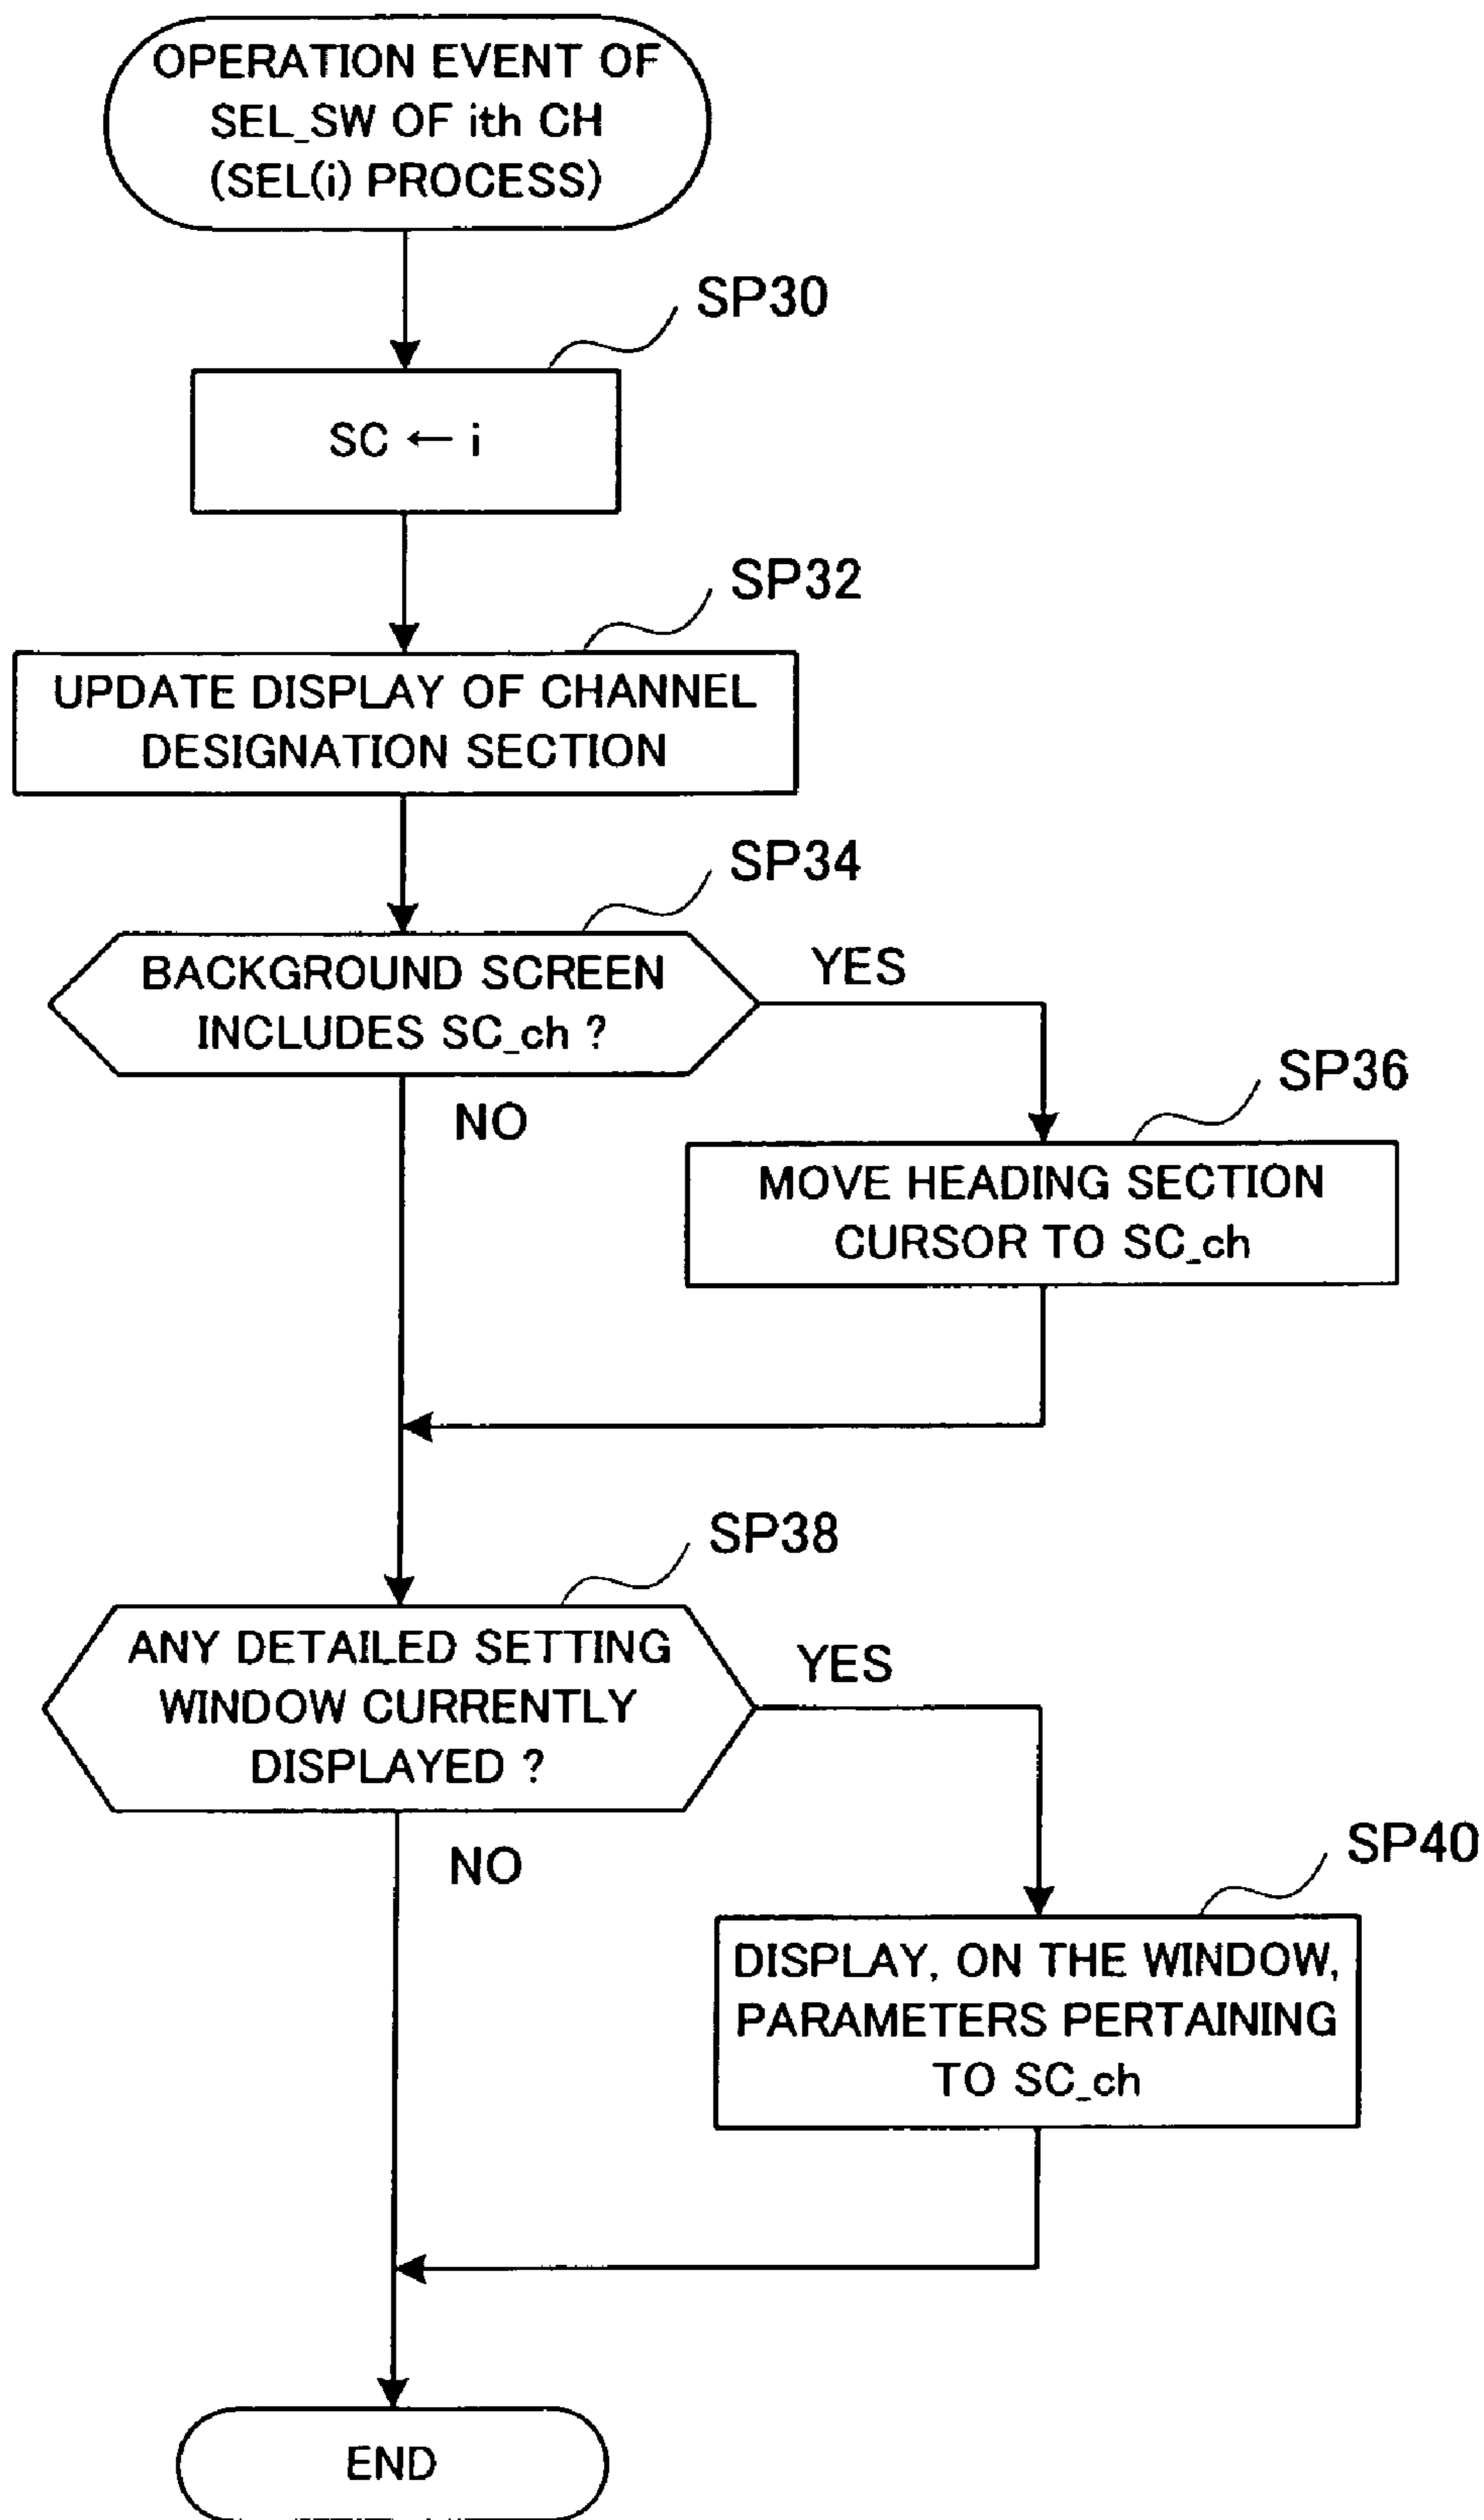 OPERATION EVENT OF
SEL_SW OF ith CH
(SEL(i) PROCESS)
SP30
SC ← i
SP32
UPDATE DISPLAY OF CHANNEL
DESIGNATION SECTION
SP34
BACKGROUND SCREEN
INCLUDES SC_ch ?
YES
NO
SP36
MOVE HEADING SECTION
CURSOR TO SC_ch
SP38
ANY DETAILED SETTING
WINDOW CURRENTLY
DISPLAYED ?
YES
NO
SP40
DISPLAY, ON THE WINDOW,
PARAMETERS PERTAINING
TO SC_ch
END